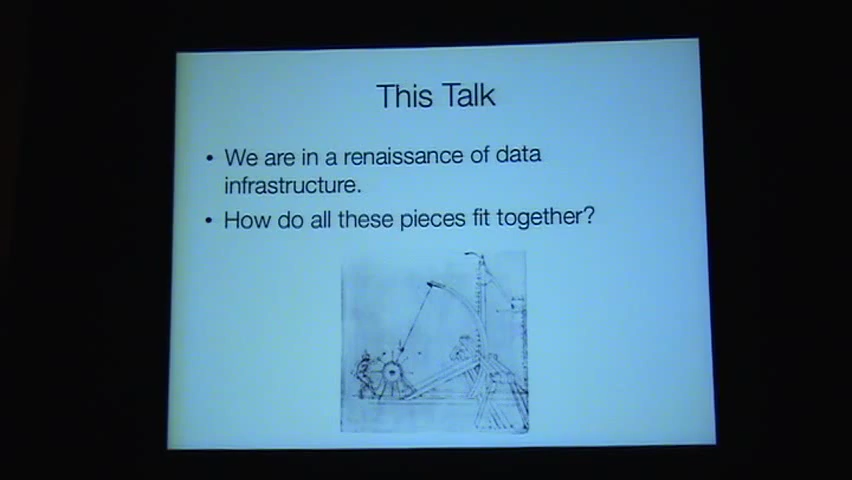 This Talk
• We are in a renaissance of data
infrastructure.
• How do all these pieces fit together?